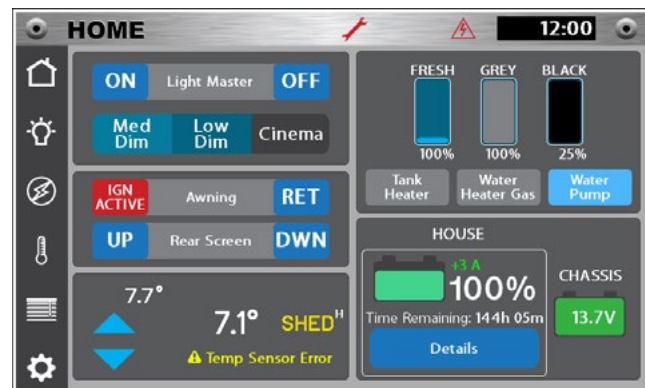 HOME
12:00
ON Light Master OFF
Med Dim
Low Dim
Cinema
IGN ACTIVE
Awning
RET
UP Rear Screen DWN
7.7°
7.1° SHED H
Temp Sensor Error
FRESH GREY BLACK
100% 100% 25%
Tank Heater
Water Heater Gas
Water Pump
HOUSE
+3 A
100%
Time Remaining: 144h 05m
Details
CHASSIS
13.7V